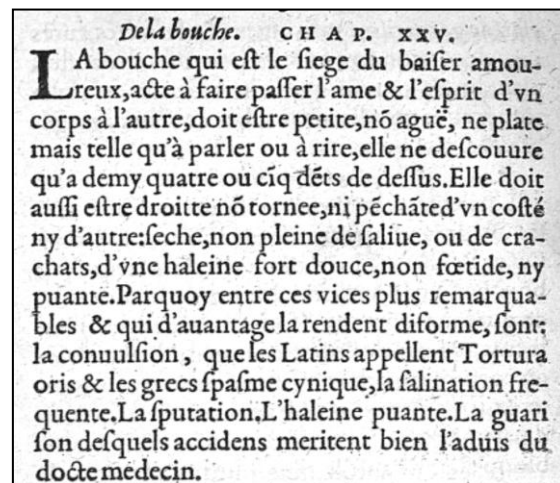 De la bouche. CHAP. XXV.
LA bouche qui eſt le ſiege du baiſer amou-
reux,acte à faire paſſer l'ame & l'eſprit d'vn
corps à l'autre,doit eſtre petite,nō aguë, ne plate
mais telle qu'à parler ou à rire,elle ne deſcouure
qu'a demy quatre ou cīq dēts de deſſus.Elle doit
auſſi eſtre droitte nō tornee,ni pēchāte d'vn coſté
ny d'autre:ſeche,non pleine de ſaliue, ou de cra-
chats,d'vne haleine fort douce,non fœtide, ny
puante.Parquoy entre ces vices plus remarqua-
bles & qui d'auantage la rendent diforme, ſont:
la conuulſion, que les Latins appellent Tortura
oris & les grecs ſpaſme cynique,la ſalination fre-
quente,La ſputation,L'haleine puante.La guari
ſon deſquels accidens meritent bien l'aduis du
docte medecin.